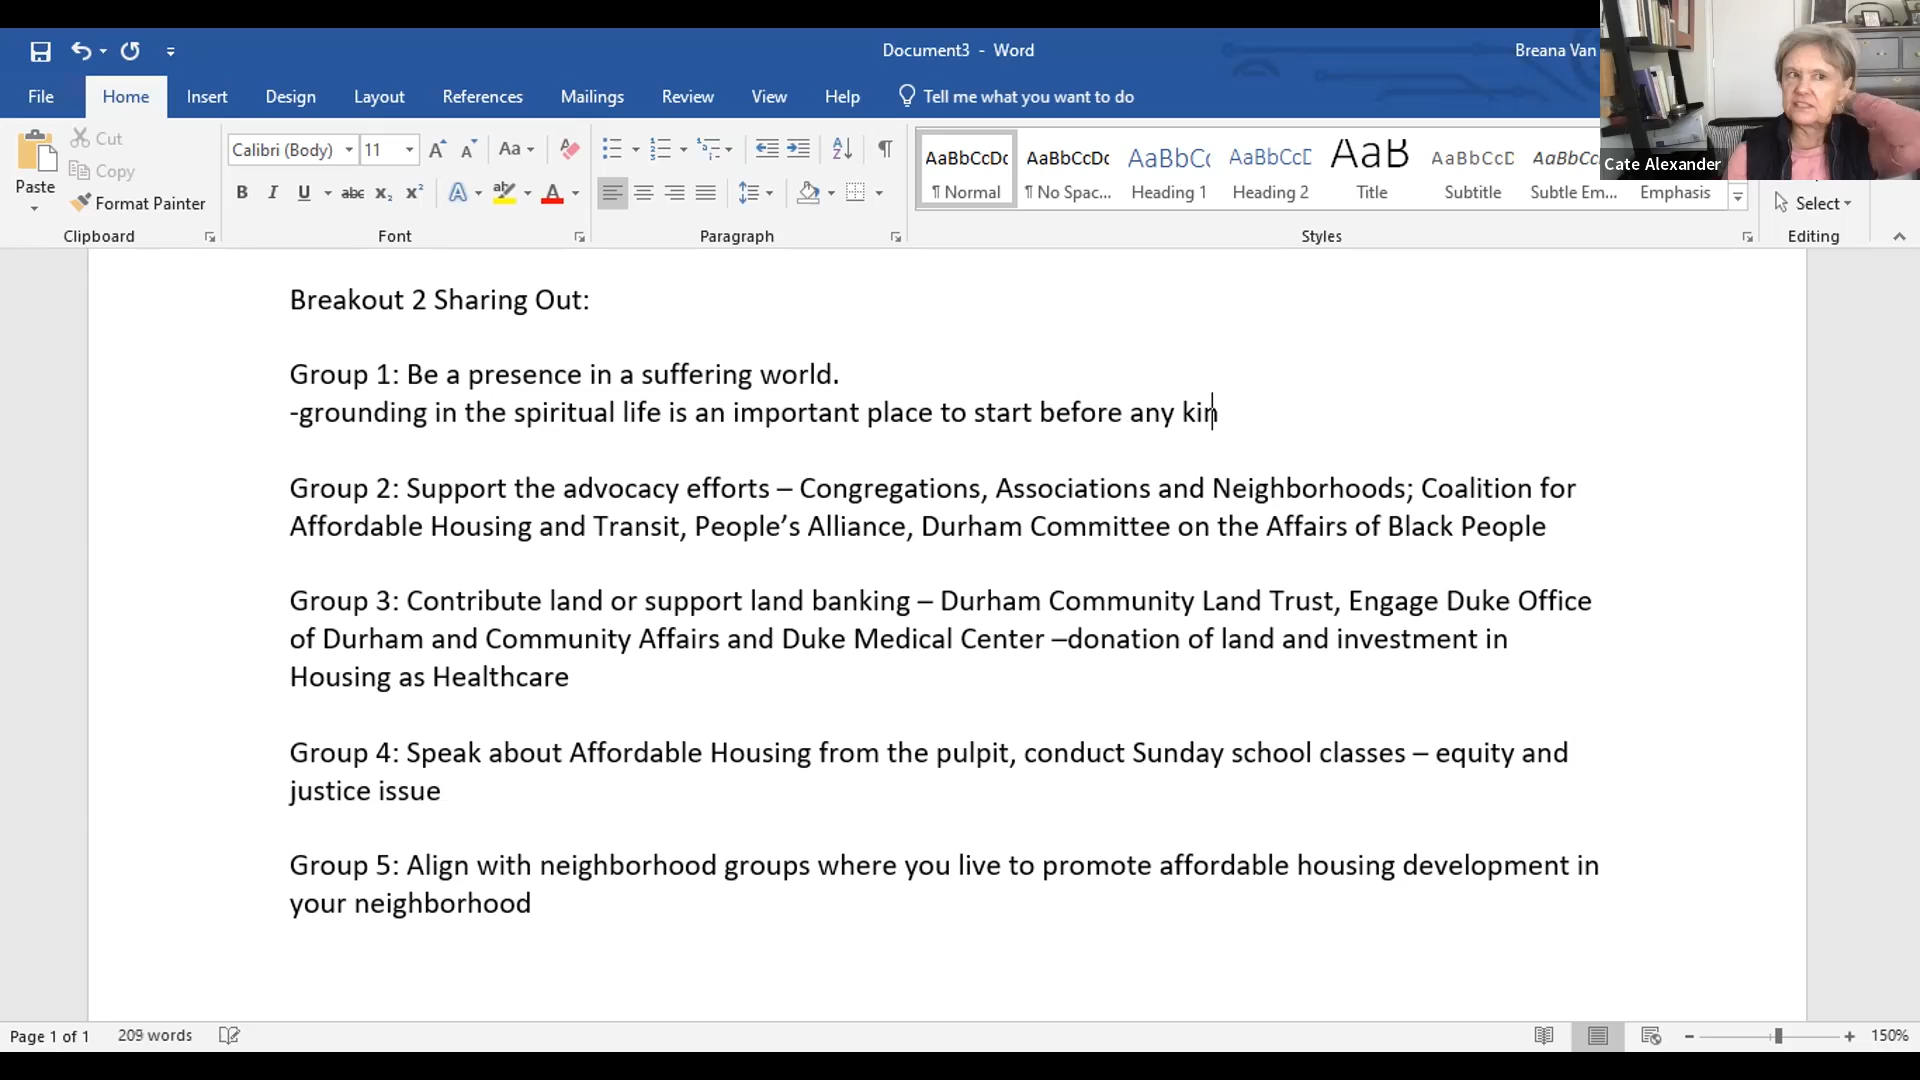 Document3 - Word
Breana Van
File Home Insert Design Layout References Mailings Review View Help Tell me what you want to do
Cate Alexander
Paste
Cut
Copy
Format Painter
Clipboard
Calibri (Body) 11
Font
Paragraph
AaBbCcDc AaBbCcDc AaBbC AaBbCcD AaB AaBbCcD AaBbCc
¶ Normal ¶ No Spac... Heading 1 Heading 2 Title Subtitle Subtle Em... Emphasis
Styles
Select
Editing
Breakout 2 Sharing Out:
Group 1: Be a presence in a suffering world.
-grounding in the spiritual life is an important place to start before any kin
Group 2: Support the advocacy efforts – Congregations, Associations and Neighborhoods; Coalition for
Affordable Housing and Transit, People’s Alliance, Durham Committee on the Affairs of Black People
Group 3: Contribute land or support land banking – Durham Community Land Trust, Engage Duke Office
of Durham and Community Affairs and Duke Medical Center –donation of land and investment in
Housing as Healthcare
Group 4: Speak about Affordable Housing from the pulpit, conduct Sunday school classes – equity and
justice issue
Group 5: Align with neighborhood groups where you live to promote affordable housing development in
your neighborhood
Page 1 of 1 209 words
150%